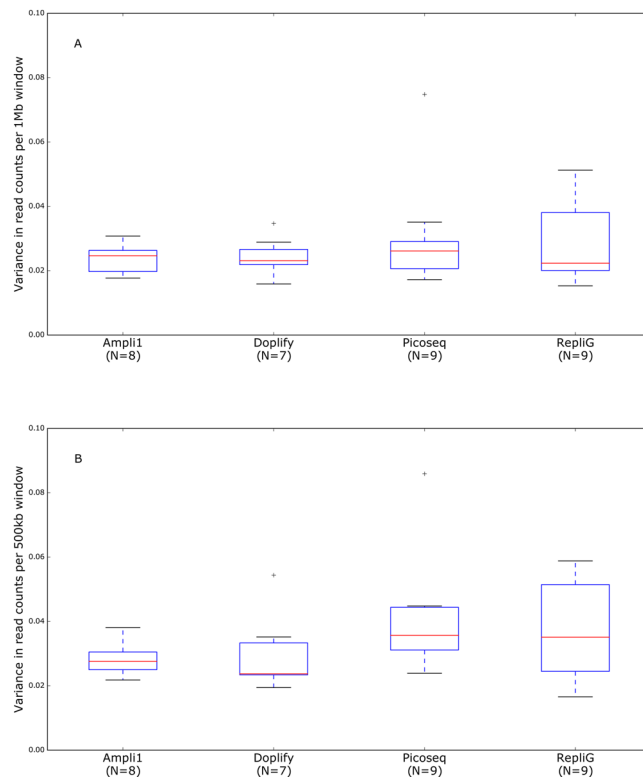 A
Variance in read counts per 1Mb window
0.10
0.08
0.06
0.04
0.02
0.00
Ampli1 Doplify Picoseq RepliG
(N=8) (N=7) (N=9) (N=9)
B
Variance in read counts per 500kb window
0.10
0.08
0.06
0.04
0.02
0.00
Ampli1 Doplify Picoseq RepliG
(N=8) (N=7) (N=9) (N=9)